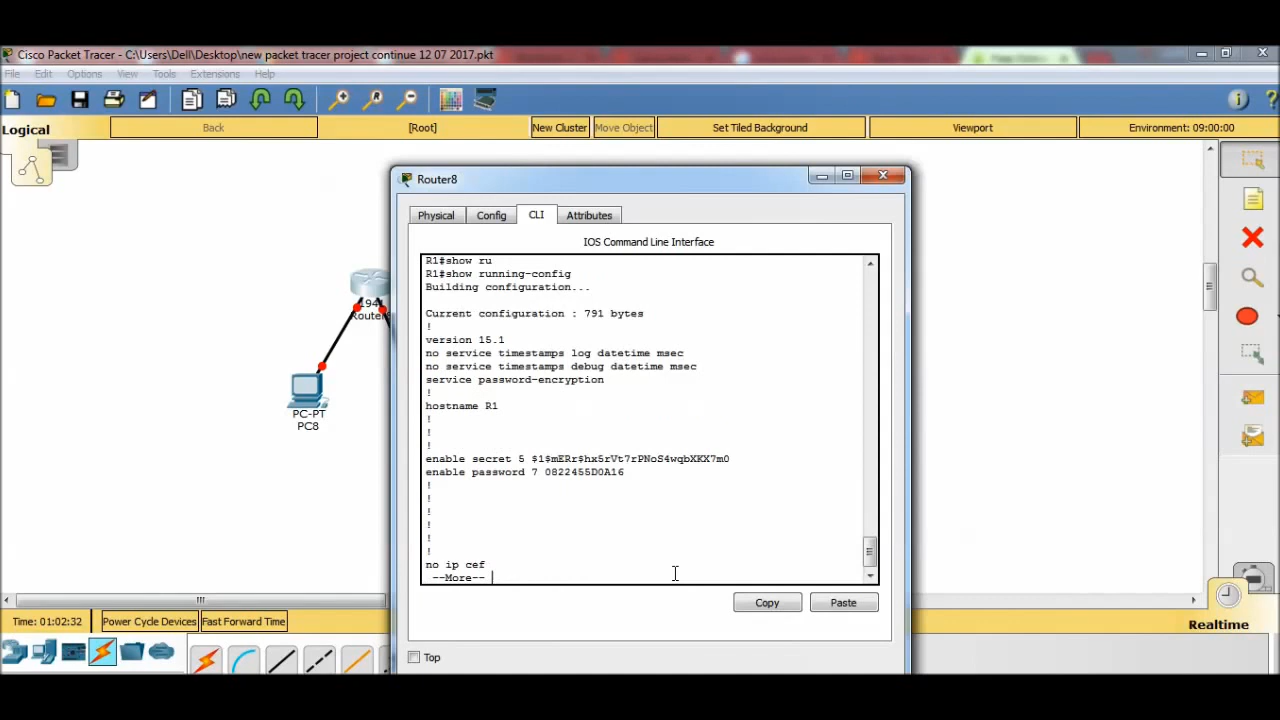 Cisco Packet Tracer - C:\Users\Dell\Desktop\new packet tracer project continue 12 07 2017.pkt
File Edit Options View Tools Extensions Help
Logical
Back
[Root]
New Cluster
Move Object
Set Tiled Background
Viewport
Environment: 09:00:00
Router8
Physical
Config
CLI
Attributes
IOS Command Line Interface
R1#show ru
R1#show running-config
Building configuration...
Current configuration : 791 bytes
!
version 15.1
no service timestamps log datetime msec
no service timestamps debug datetime msec
service password-encryption
!
hostname R1
!
!
!
enable secret 5 $1$mERr$hx5rVt7rPNoS4wqbXKX7m0
enable password 7 0822455D0A16
!
!
!
!
!
!
no ip cef
--More--
Copy
Paste
Top
PC-PT
PC8
Time: 01:02:32
Power Cycle Devices
Fast Forward Time
Realtime